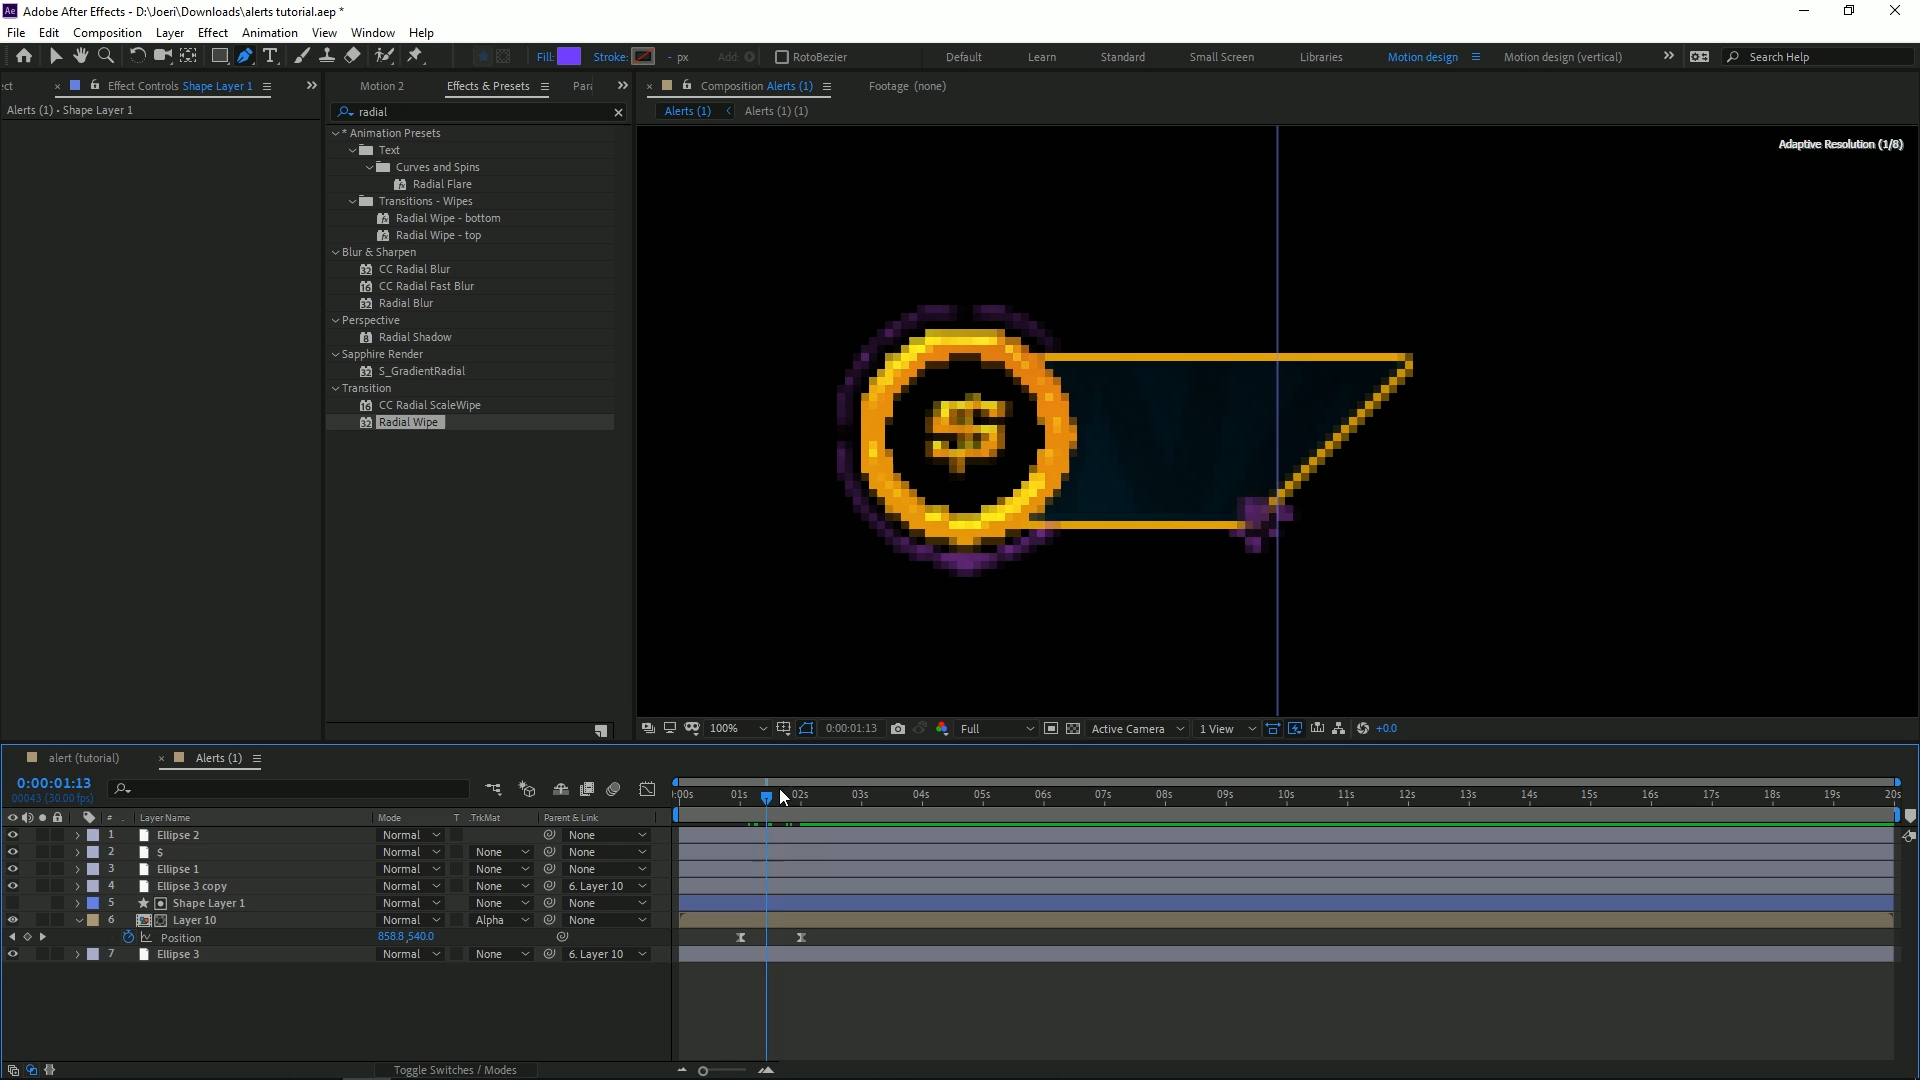 Ae Adobe After Effects - D:\Joeri\Downloads\alerts tutorial.aep *
File Edit Composition Layer Effect Animation View Window Help
Fill: Stroke: - px Add: RotoBezier Default Learn Standard Small Screen Libraries Motion design Motion design (vertical) Search Help
ect Effect Controls Shape Layer 1 Motion 2 Effects & Presets Par Composition Alerts (1) Footage (none)
Alerts (1) • Shape Layer 1
radial
Alerts (1) Alerts (1) (1)
* Animation Presets
Text
Curves and Spins
Radial Flare
Transitions - Wipes
Radial Wipe - bottom
Radial Wipe - top
Blur & Sharpen
CC Radial Blur
CC Radial Fast Blur
Radial Blur
Perspective
Radial Shadow
Sapphire Render
S_GradientRadial
Transition
CC Radial ScaleWipe
Radial Wipe
Adaptive Resolution (1/8)
$
100% 0:00:01:13 Full Active Camera 1 View +0.0
alert (tutorial) Alerts (1)
0:00:01:13
00043 (30.00 fps)
:00s 01s 02s 03s 04s 05s 06s 07s 08s 09s 10s 11s 12s 13s 14s 15s 16s 17s 18s 19s 20s
# Layer Name Mode T .TrkMat Parent & Link
1 Ellipse 2 Normal None
2 $ Normal None None
3 Ellipse 1 Normal None None
4 Ellipse 3 copy Normal None 6. Layer 10
5 Shape Layer 1 Normal None None
6 Layer 10 Normal Alpha None
Position 858.8,540.0
7 Ellipse 3 Normal None 6. Layer 10
Toggle Switches / Modes